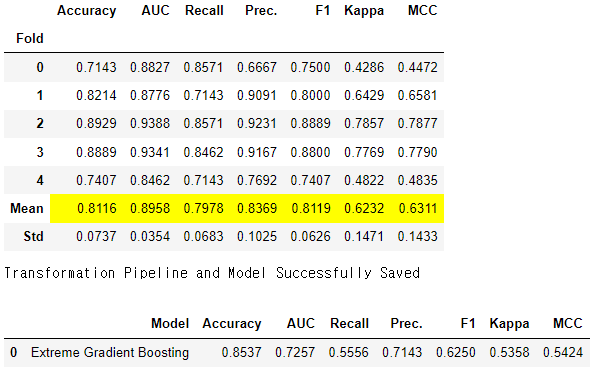 Accuracy AUC Recall Prec. F1 Kappa MCC
Fold
0 0.7143 0.8827 0.8571 0.6667 0.7500 0.4286 0.4472
1 0.8214 0.8776 0.7143 0.9091 0.8000 0.6429 0.6581
2 0.8929 0.9388 0.8571 0.9231 0.8889 0.7857 0.7877
3 0.8889 0.9341 0.8462 0.9167 0.8800 0.7769 0.7790
4 0.7407 0.8462 0.7143 0.7692 0.7407 0.4822 0.4835
Mean 0.8116 0.8958 0.7978 0.8369 0.8119 0.6232 0.6311
Std 0.0737 0.0354 0.0683 0.1025 0.0626 0.1471 0.1433
Transformation Pipeline and Model Successfully Saved
Model Accuracy AUC Recall Prec. F1 Kappa MCC
0 Extreme Gradient Boosting 0.8537 0.7257 0.5556 0.7143 0.6250 0.5358 0.5424